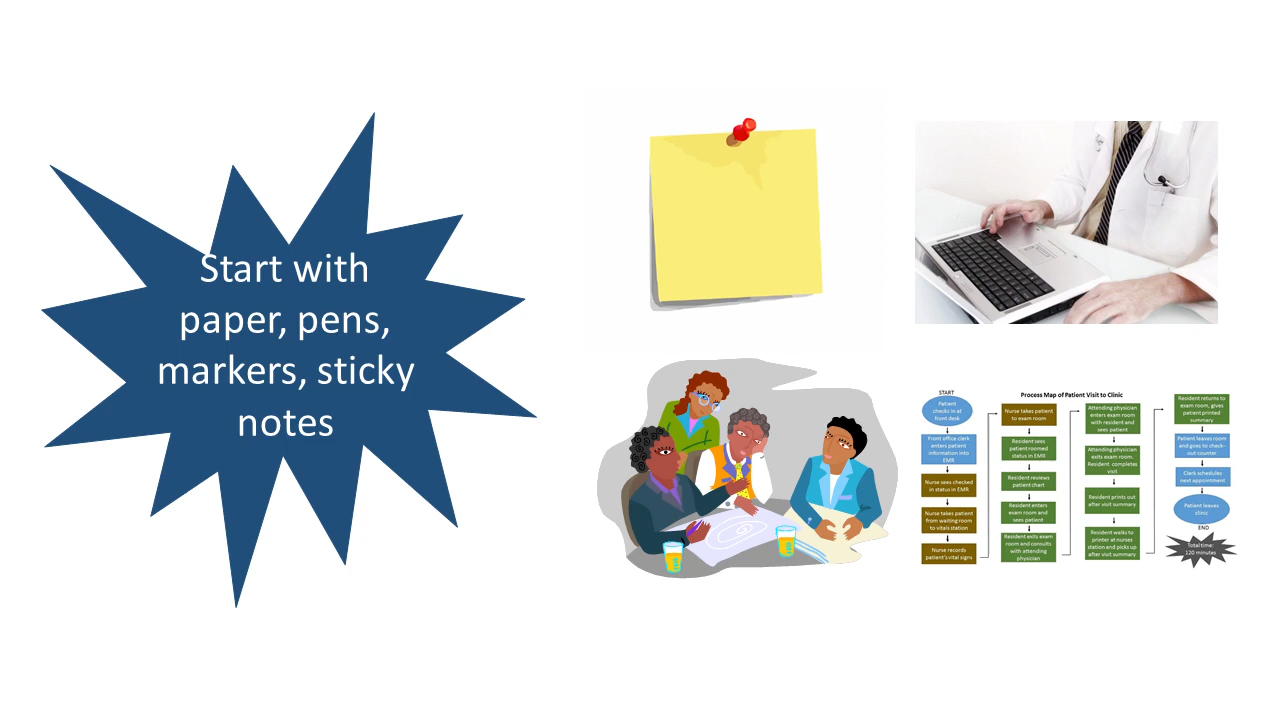 Start with
paper, pens,
markers, sticky
notes
Process Map of Patient Visit to Clinic
START
Patient
checks in at
front desk
Front office clerk
enters patient
information into
EMR
Nurse sees checked
in status in EMR
Nurse takes patient
from waiting room
to vitals station
Nurse records
patient's vital signs
Nurse takes patient
to exam room
Resident sees
patient roomed
status in EMR
Resident reviews
patient chart
Resident enters
exam room and
sees patient
Resident exits exam
room and consults
with attending
physician
Attending physician
enters exam room
with resident and
sees patient
Attending physician
exits exam room.
Resident completes
visit
Resident prints out
after visit summary
Resident walks to
printer at nurses
station and picks up
after visit summary
Resident returns to
exam room, gives
patient printed
summary
Patient leaves room
and goes to check-
out counter
Clerk schedules
next appointment
Patient leaves
clinic
END
Total time:
120 minutes